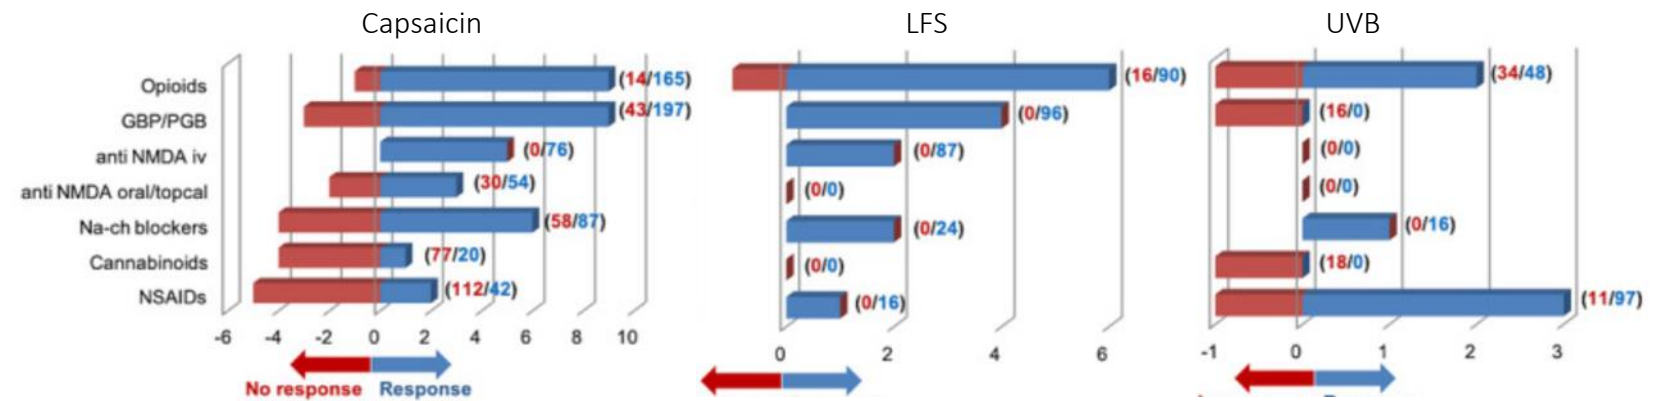 Capsaicin
LFS
UVB
Opioids
(14/165)
(16/90)
(34/48)
GBP/PGB
(43/197)
(0/96)
(16/0)
anti NMDA iv
(0/76)
(0/87)
(0/0)
anti NMDA oral/topcal
(30/54)
(0/0)
(0/0)
Na-ch blockers
(58/87)
(0/24)
(0/16)
Cannabinoids
(77/20)
(0/0)
(18/0)
NSAIDs
(112/42)
(0/16)
(11/97)
-6 -4 -2 0 2 4 6 8 10
0 2 4 6
-1 0 1 2 3
No response Response